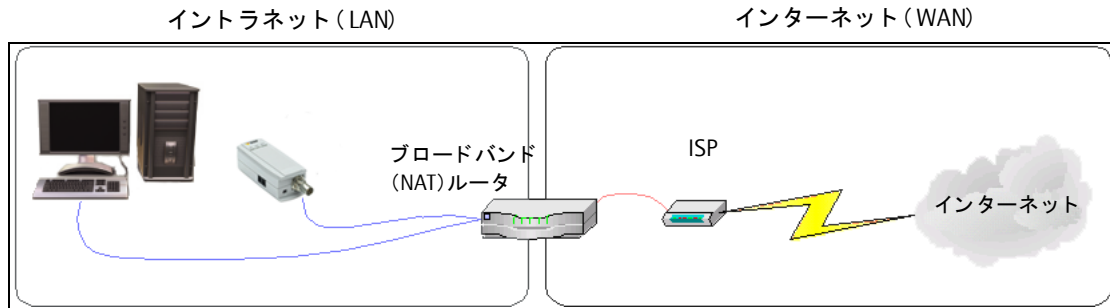 イントラネット(LAN)
インターネット(WAN)
ブロードバンド
(NAT)ルータ
ISP
インターネット